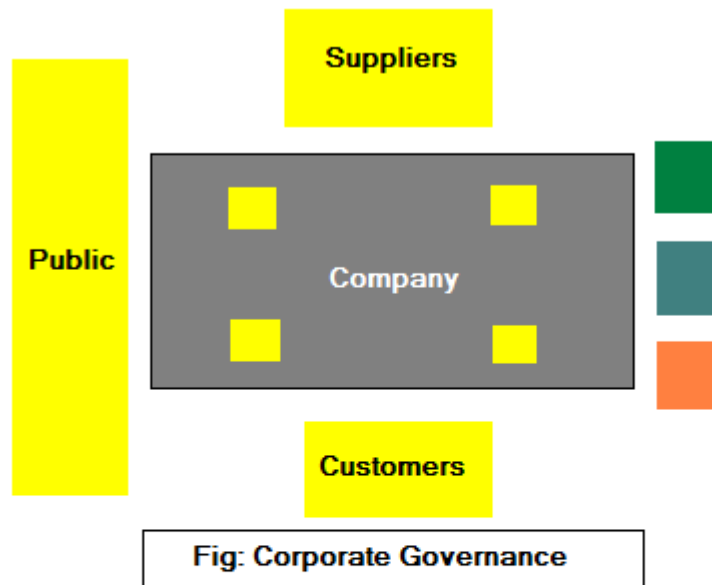 Suppliers
Public
Company
Customers
Fig: Corporate Governance